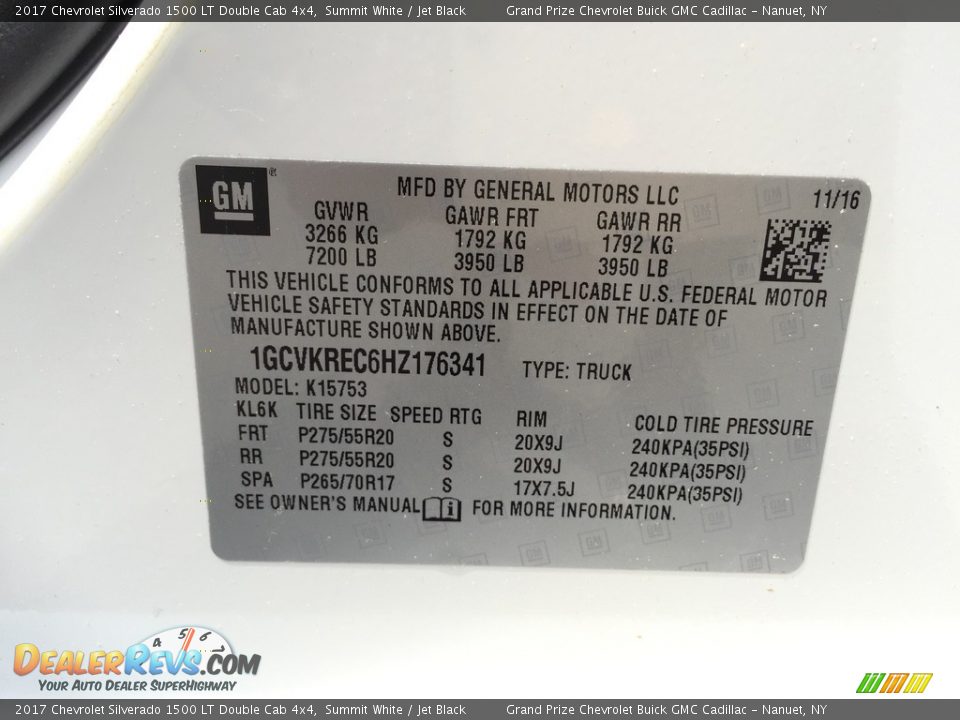 2017 Chevrolet Silverado 1500 LT Double Cab 4x4, Summit White / Jet Black Grand Prize Chevrolet Buick GMC Cadillac - Nanuet, NY
GM®
MFD BY GENERAL MOTORS LLC 11/16
GVWR GAWR FRT GAWR RR
3266 KG 1792 KG 1792 KG
7200 LB 3950 LB 3950 LB
THIS VEHICLE CONFORMS TO ALL APPLICABLE U.S. FEDERAL MOTOR
VEHICLE SAFETY STANDARDS IN EFFECT ON THE DATE OF
MANUFACTURE SHOWN ABOVE.
1GCVKREC6HZ176341 TYPE: TRUCK
MODEL: K15753
KL6K TIRE SIZE SPEED RTG RIM COLD TIRE PRESSURE
FRT P275/55R20 S 20X9J 240KPA(35PSI)
RR P275/55R20 S 20X9J 240KPA(35PSI)
SPA P265/70R17 S 17X7.5J 240KPA(35PSI)
SEE OWNER'S MANUAL i FOR MORE INFORMATION.
4 5 6
DEALERREVS.COM
YOUR AUTO DEALER SUPERHIGHWAY
2017 Chevrolet Silverado 1500 LT Double Cab 4x4, Summit White / Jet Black Grand Prize Chevrolet Buick GMC Cadillac - Nanuet, NY